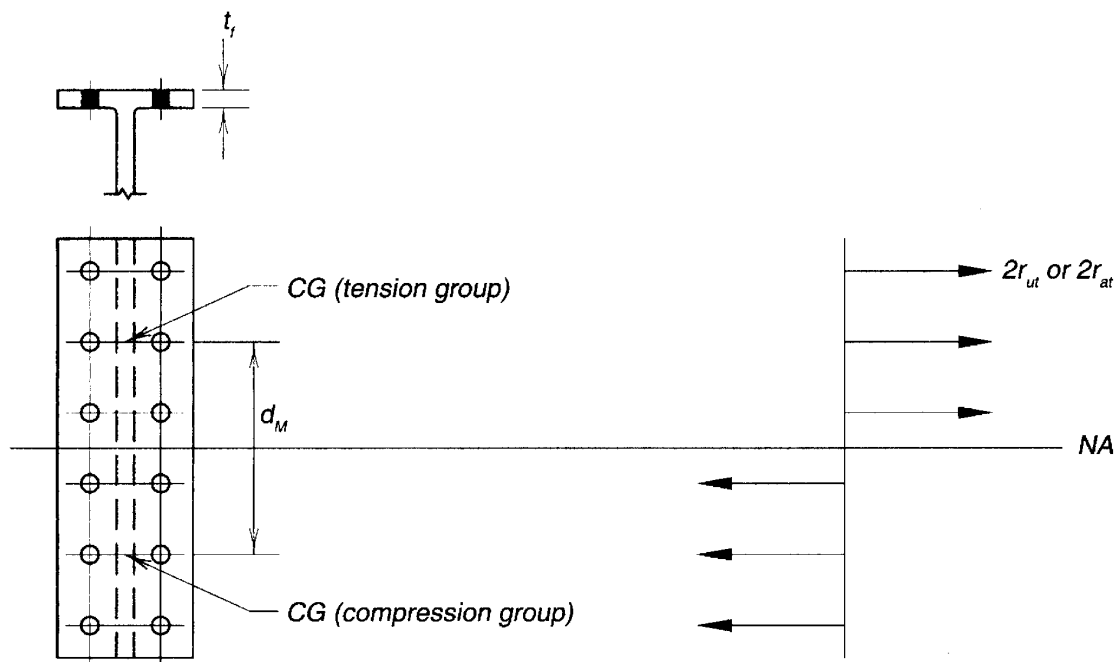 t_f
CG (tension group)
2r_ut or 2r_at
d_M
NA
CG (compression group)